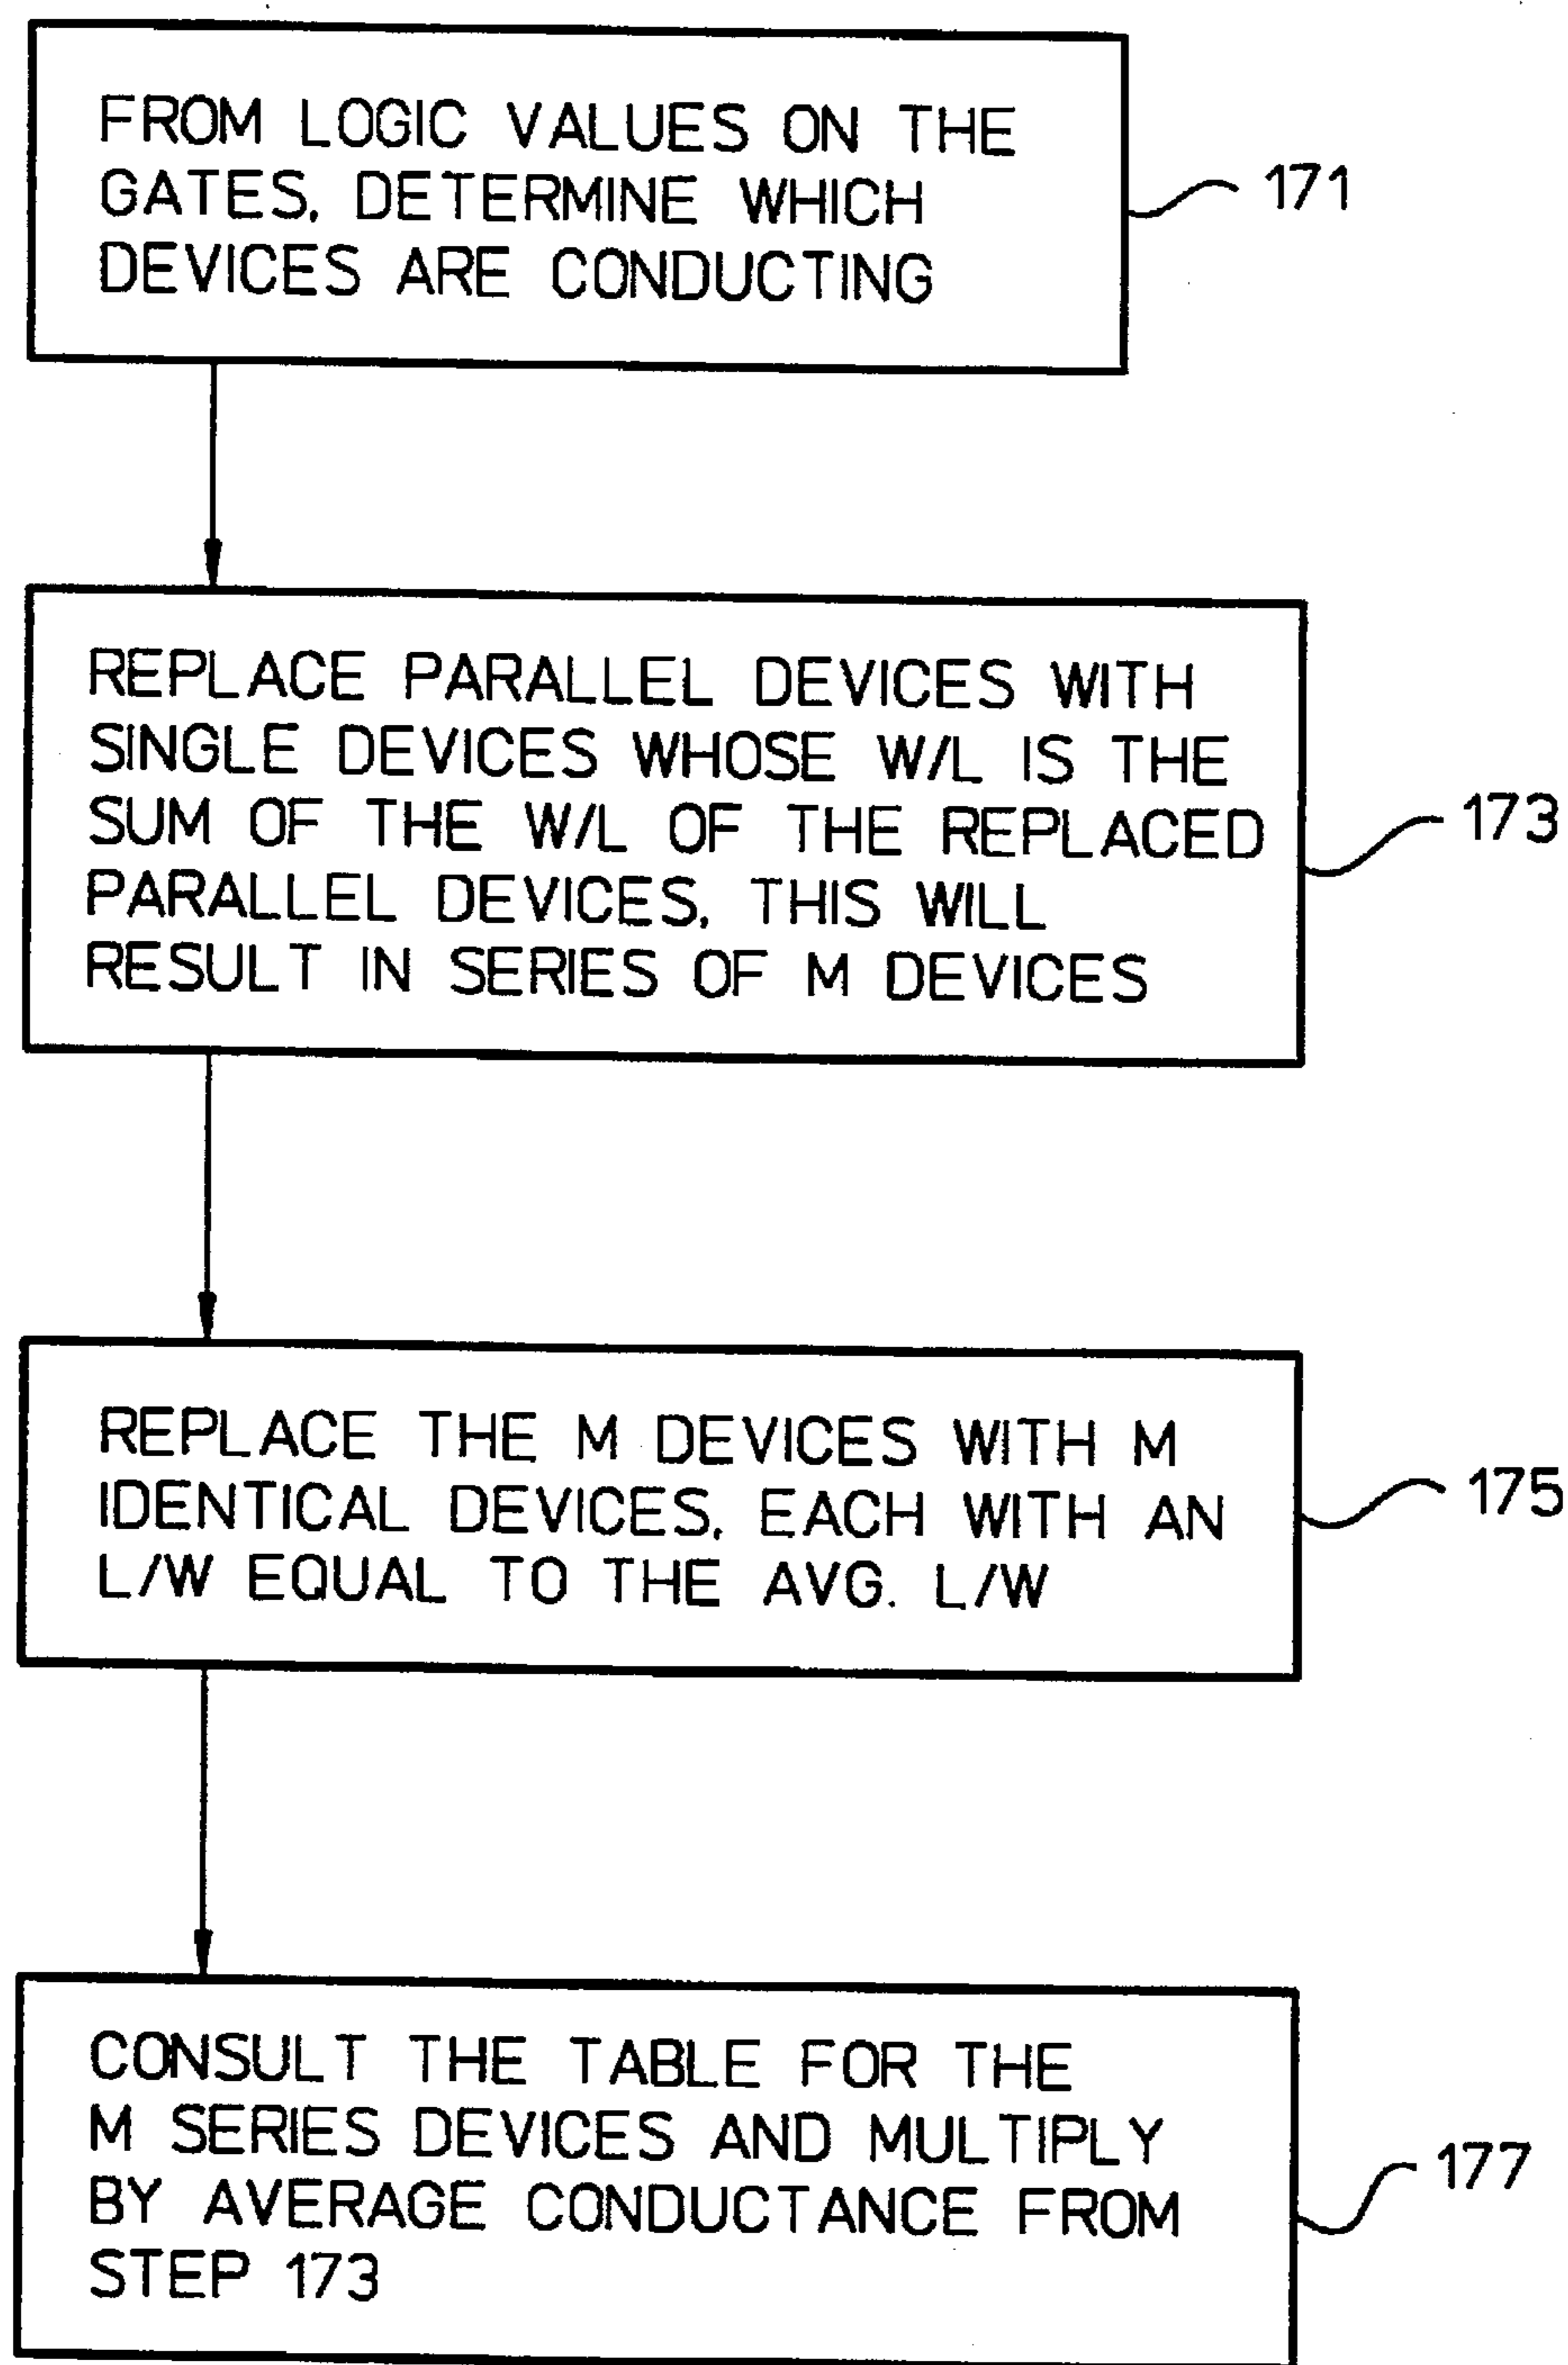 FROM LOGIC VALUES ON THE
GATES, DETERMINE WHICH
DEVICES ARE CONDUCTING
171
REPLACE PARALLEL DEVICES WITH
SINGLE DEVICES WHOSE W/L IS THE
SUM OF THE W/L OF THE REPLACED
PARALLEL DEVICES, THIS WILL
RESULT IN SERIES OF M DEVICES
173
REPLACE THE M DEVICES WITH M
IDENTICAL DEVICES, EACH WITH AN
L/W EQUAL TO THE AVG. L/W
175
CONSULT THE TABLE FOR THE
M SERIES DEVICES AND MULTIPLY
BY AVERAGE CONDUCTANCE FROM
STEP 173
177